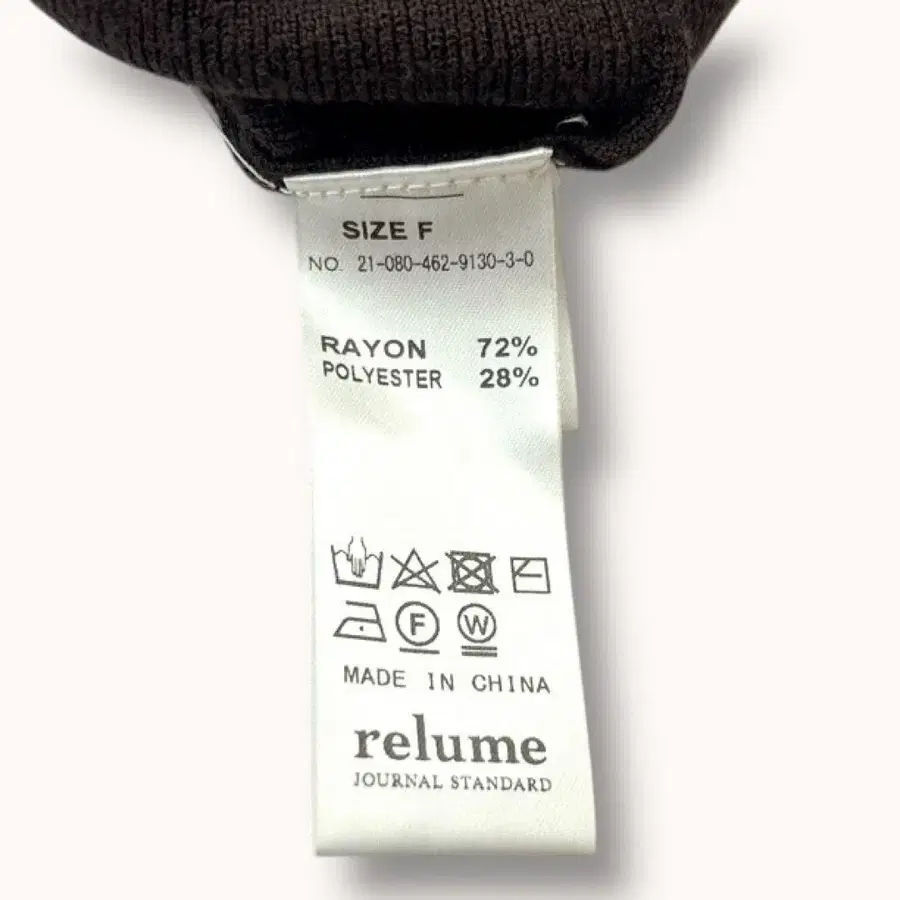 SIZE F
NO. 21-080-462-9130-3-0
RAYON 72%
POLYESTER 28%
F W
MADE IN CHINA
relume
JOURNAL STANDARD